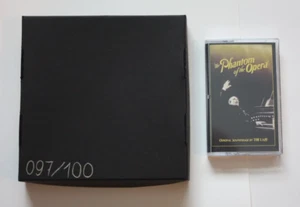 097/100
The Phantom
of the Opera